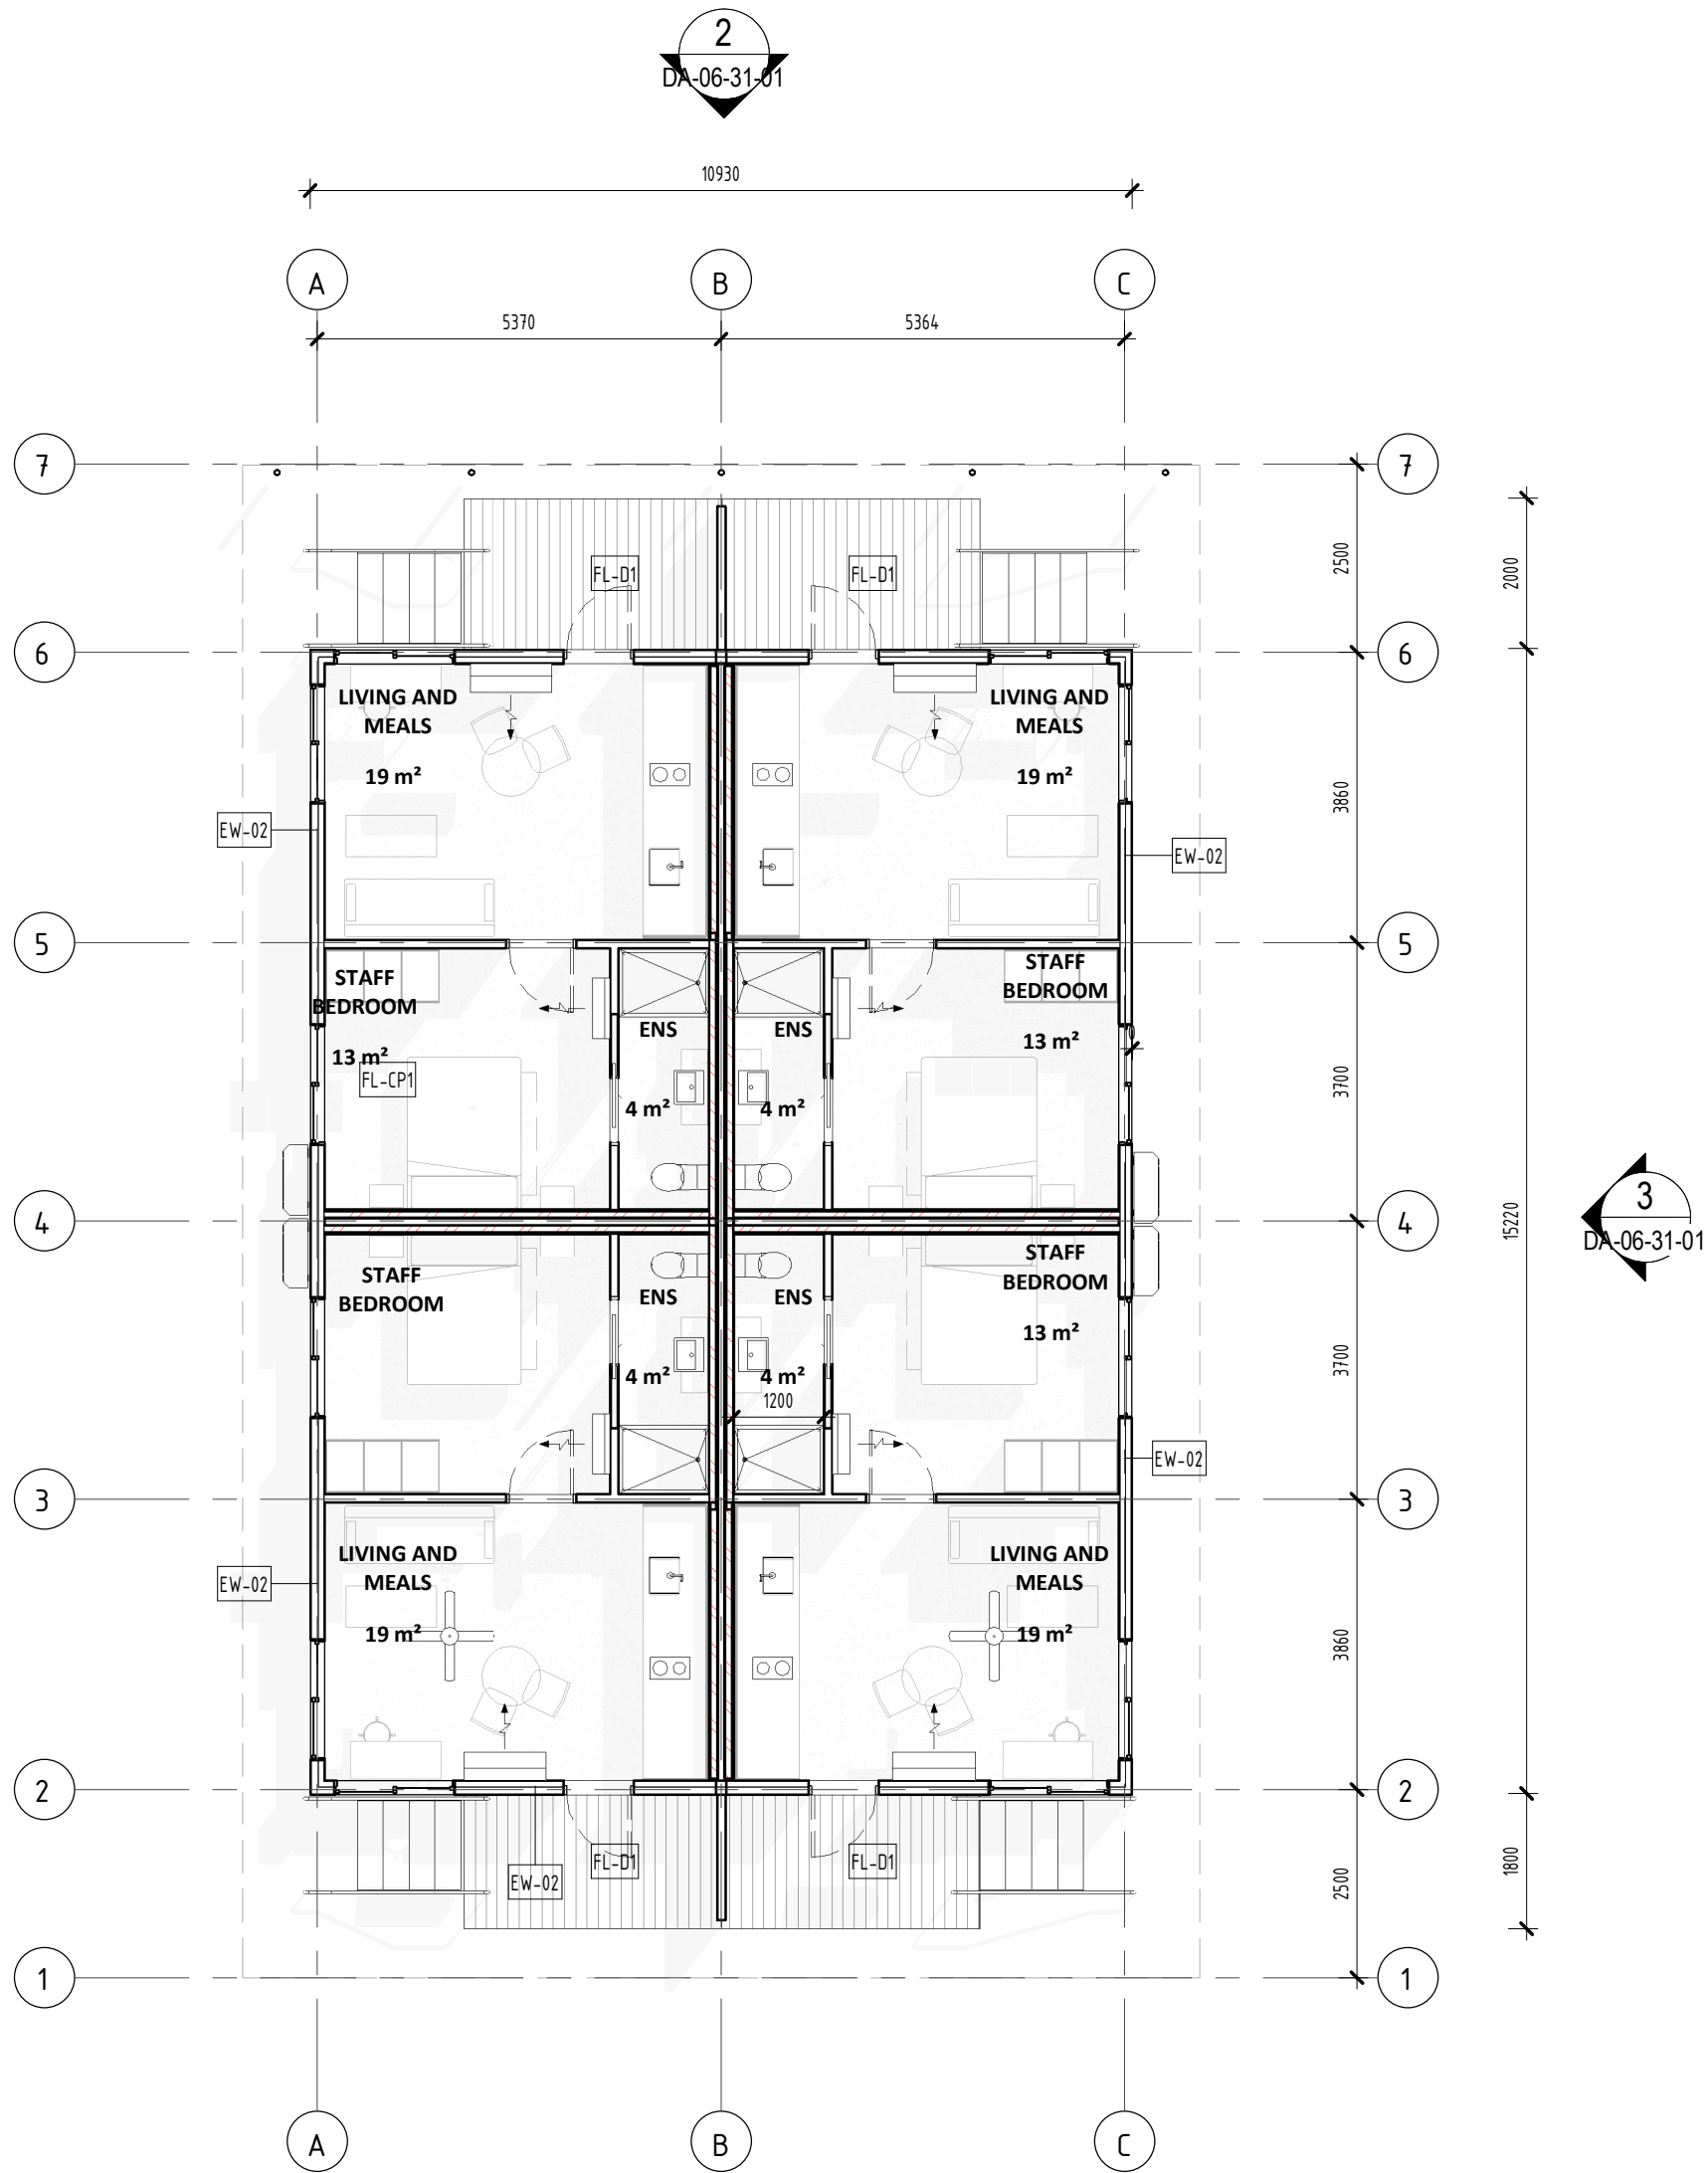 2
DA-06-31-01
10930
A
B
C
5370
5364
7
7
2500
2000
FL-D1
FL-D1
6
6
LIVING AND
MEALS
19 m²
LIVING AND
MEALS
19 m²
3860
EW-02
EW-02
5
5
STAFF
BEDROOM
13 m²
FL-CP1
ENS
4 m²
ENS
4 m²
STAFF
BEDROOM
13 m²
3700
4
4
15220
3
DA-06-31-01
STAFF
BEDROOM
ENS
4 m²
ENS
4 m²
1200
STAFF
BEDROOM
13 m²
3700
EW-02
3
3
LIVING AND
MEALS
19 m²
LIVING AND
MEALS
19 m²
EW-02
3860
2
2
FL-D1
FL-D1
EW-02
2500
1800
1
1
A
B
C